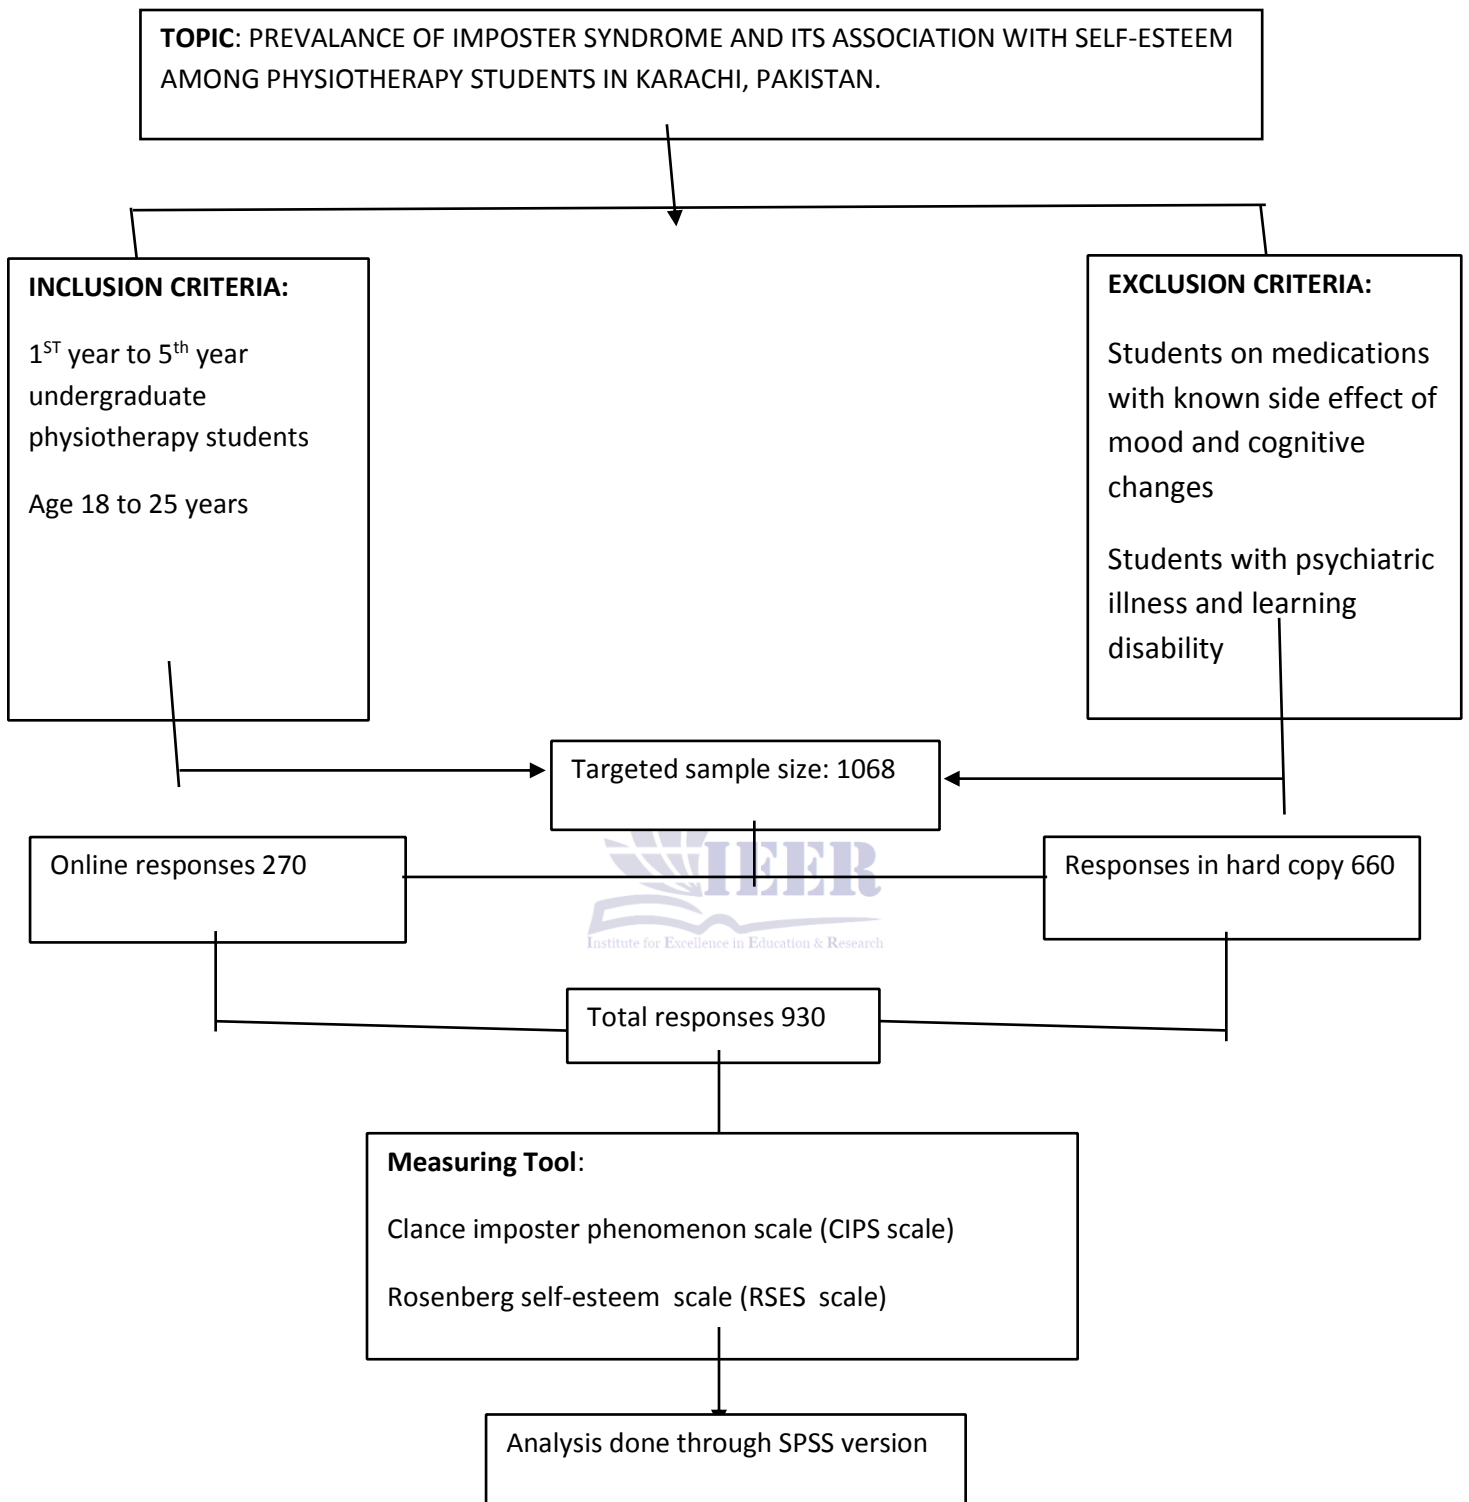 TOPIC: PREVALANCE OF IMPOSTER SYNDROME AND ITS ASSOCIATION WITH SELF-ESTEEM
AMONG PHYSIOTHERAPY STUDENTS IN KARACHI, PAKISTAN.
INCLUSION CRITERIA:
1ST year to 5th year
undergraduate
physiotherapy students
Age 18 to 25 years
EXCLUSION CRITERIA:
Students on medications
with known side effect of
mood and cognitive
changes
Students with psychiatric
illness and learning
disability
Targeted sample size: 1068
Online responses 270
IEER
Institute for Excellence in Education & Research
Responses in hard copy 660
Total responses 930
Measuring Tool:
Clance imposter phenomenon scale (CIPS scale)
Rosenberg self-esteem scale (RSES scale)
Analysis done through SPSS version